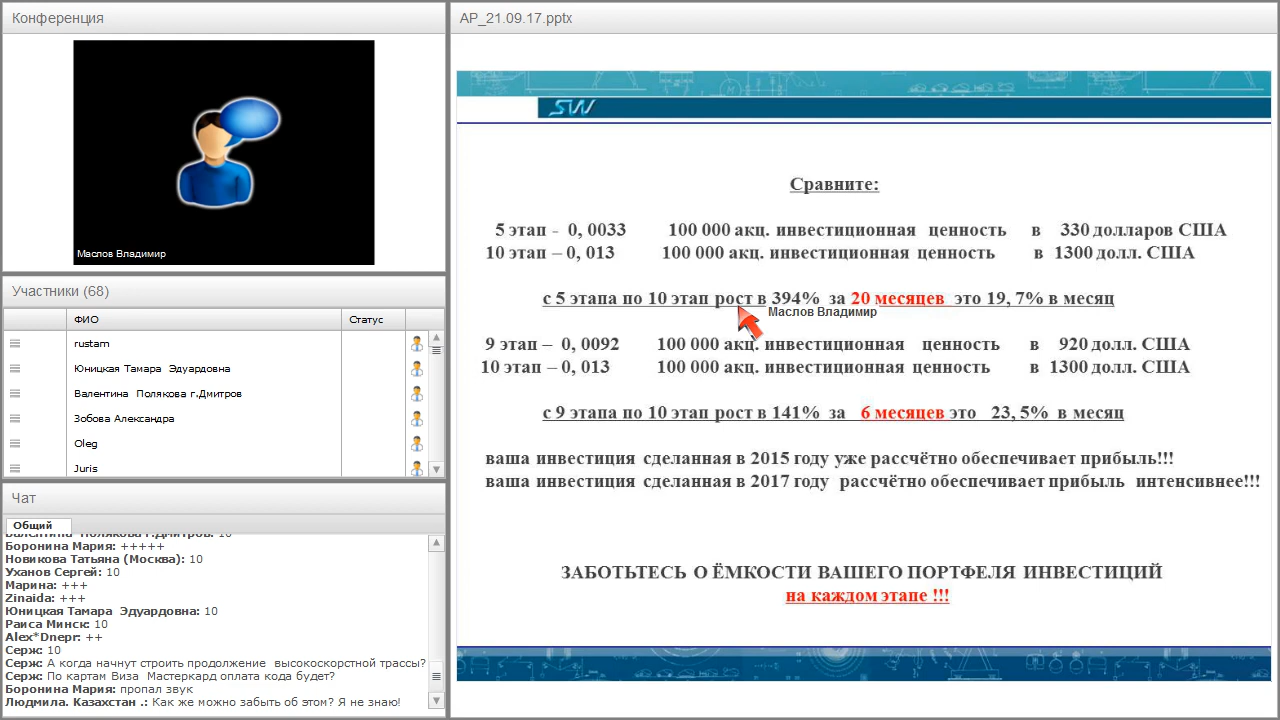 Конференция
Маслов Владимир
Участники (68)
ФИО Статус
rustam
Юницкая Тамара Эдуардовна
Валентина Полякова г.Дмитров
Зобова Александра
Oleg
Juris
Чат
Общий
Валентина Полякова г.Дмитров: 10
Боронина Мария: +++++
Новикова Татьяна (Москва): 10
Уханов Сергей: 10
Марина: +++
Zinaida: +++
Юницкая Тамара Эдуардовна: 10
Раиса Минск: 10
Alex*Dnepr: ++
Серж: 10
Серж: А когда начнут строить продолжение высокоскорстной трассы?
Серж: По картам Виза Мастеркард оплата кода будет?
Боронина Мария: пропал звук
Людмила. Казахстан .: Как же можно забыть об этом? Я не знаю!
AP_21.09.17.pptx
SW
Сравните:
5 этап - 0, 0033 100 000 акц. инвестиционная ценность в 330 долларов США
10 этап – 0, 013 100 000 акц. инвестиционная ценность в 1300 долл. США
с 5 этапа по 10 этап рост в 394% за 20 месяцев это 19, 7% в месяц
Маслов Владимир
9 этап – 0, 0092 100 000 акц. инвестиционная ценность в 920 долл. США
10 этап – 0, 013 100 000 акц. инвестиционная ценность в 1300 долл. США
с 9 этапа по 10 этап рост в 141% за 6 месяцев это 23, 5% в месяц
ваша инвестиция сделанная в 2015 году уже рассчётно обеспечивает прибыль!!!
ваша инвестиция сделанная в 2017 году рассчётно обеспечивает прибыль интенсивнее!!!
ЗАБОТЬТЕСЬ О ЁМКОСТИ ВАШЕГО ПОРТФЕЛЯ ИНВЕСТИЦИЙ
на каждом этапе !!!